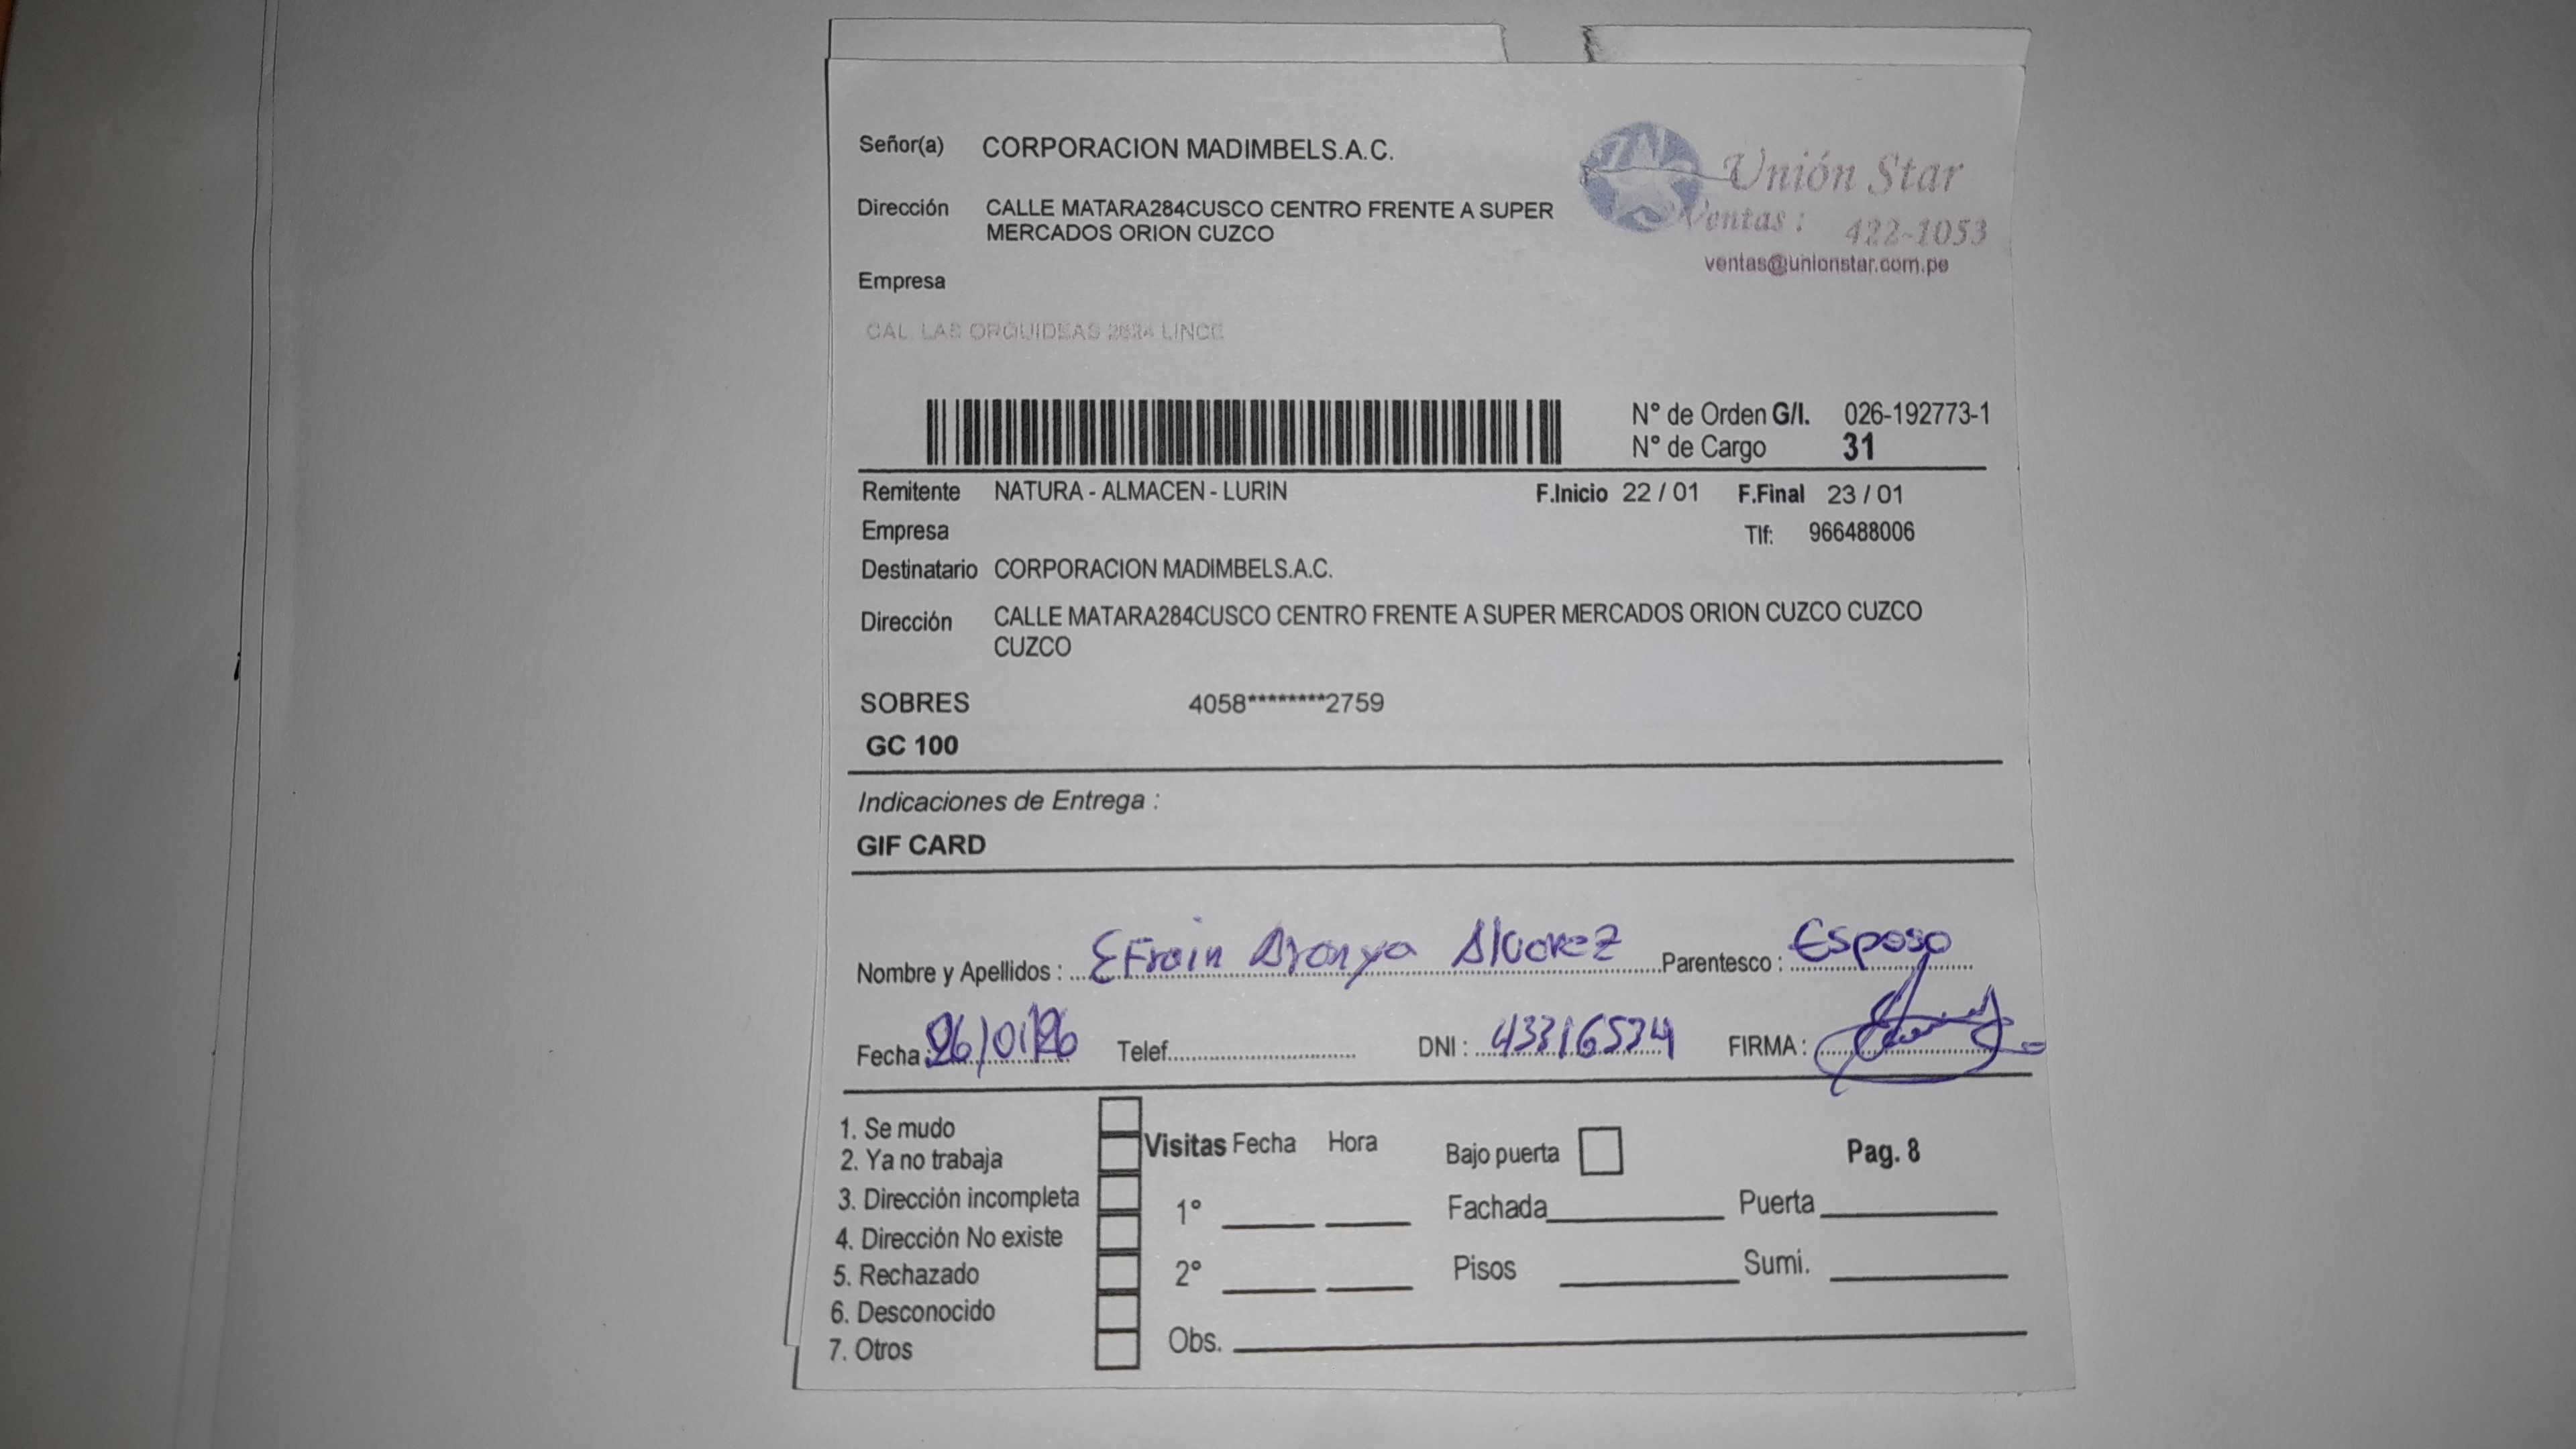 Señor(a) CORPORACION MADIMBELS.A.C.
Unión Star
Dirección CALLE MATARA284CUSCO CENTRO FRENTE A SUPER
MERCADOS ORION CUZCO
Ventas : 422-1053
ventas@unionstar.com.pe
Empresa
CAL. LAS ORQUIDEAS 2624 LINCE
N° de Orden G/I. 026-192773-1
N° de Cargo 31
Remitente NATURA - ALMACEN - LURIN F.Inicio 22 / 01 F.Final 23 / 01
Empresa Tlf: 966488006
Destinatario CORPORACION MADIMBELS.A.C.
Dirección CALLE MATARA284CUSCO CENTRO FRENTE A SUPER MERCADOS ORION CUZCO CUZCO
CUZCO
SOBRES 4058********2759
GC 100
Indicaciones de Entrega :
GIF CARD
Nombre y Apellidos : EFrain Aranya Alvarez Parentesco : Esposo
Fecha : 26/01/26 Telef. DNI : 43316534 FIRMA :
1. Se mudo
2. Ya no trabaja
3. Dirección incompleta
4. Dirección No existe
5. Rechazado
6. Desconocido
7. Otros
Visitas Fecha Hora
1°
2°
Obs.
Bajo puerta Pag. 8
Fachada Puerta
Pisos Sumi.